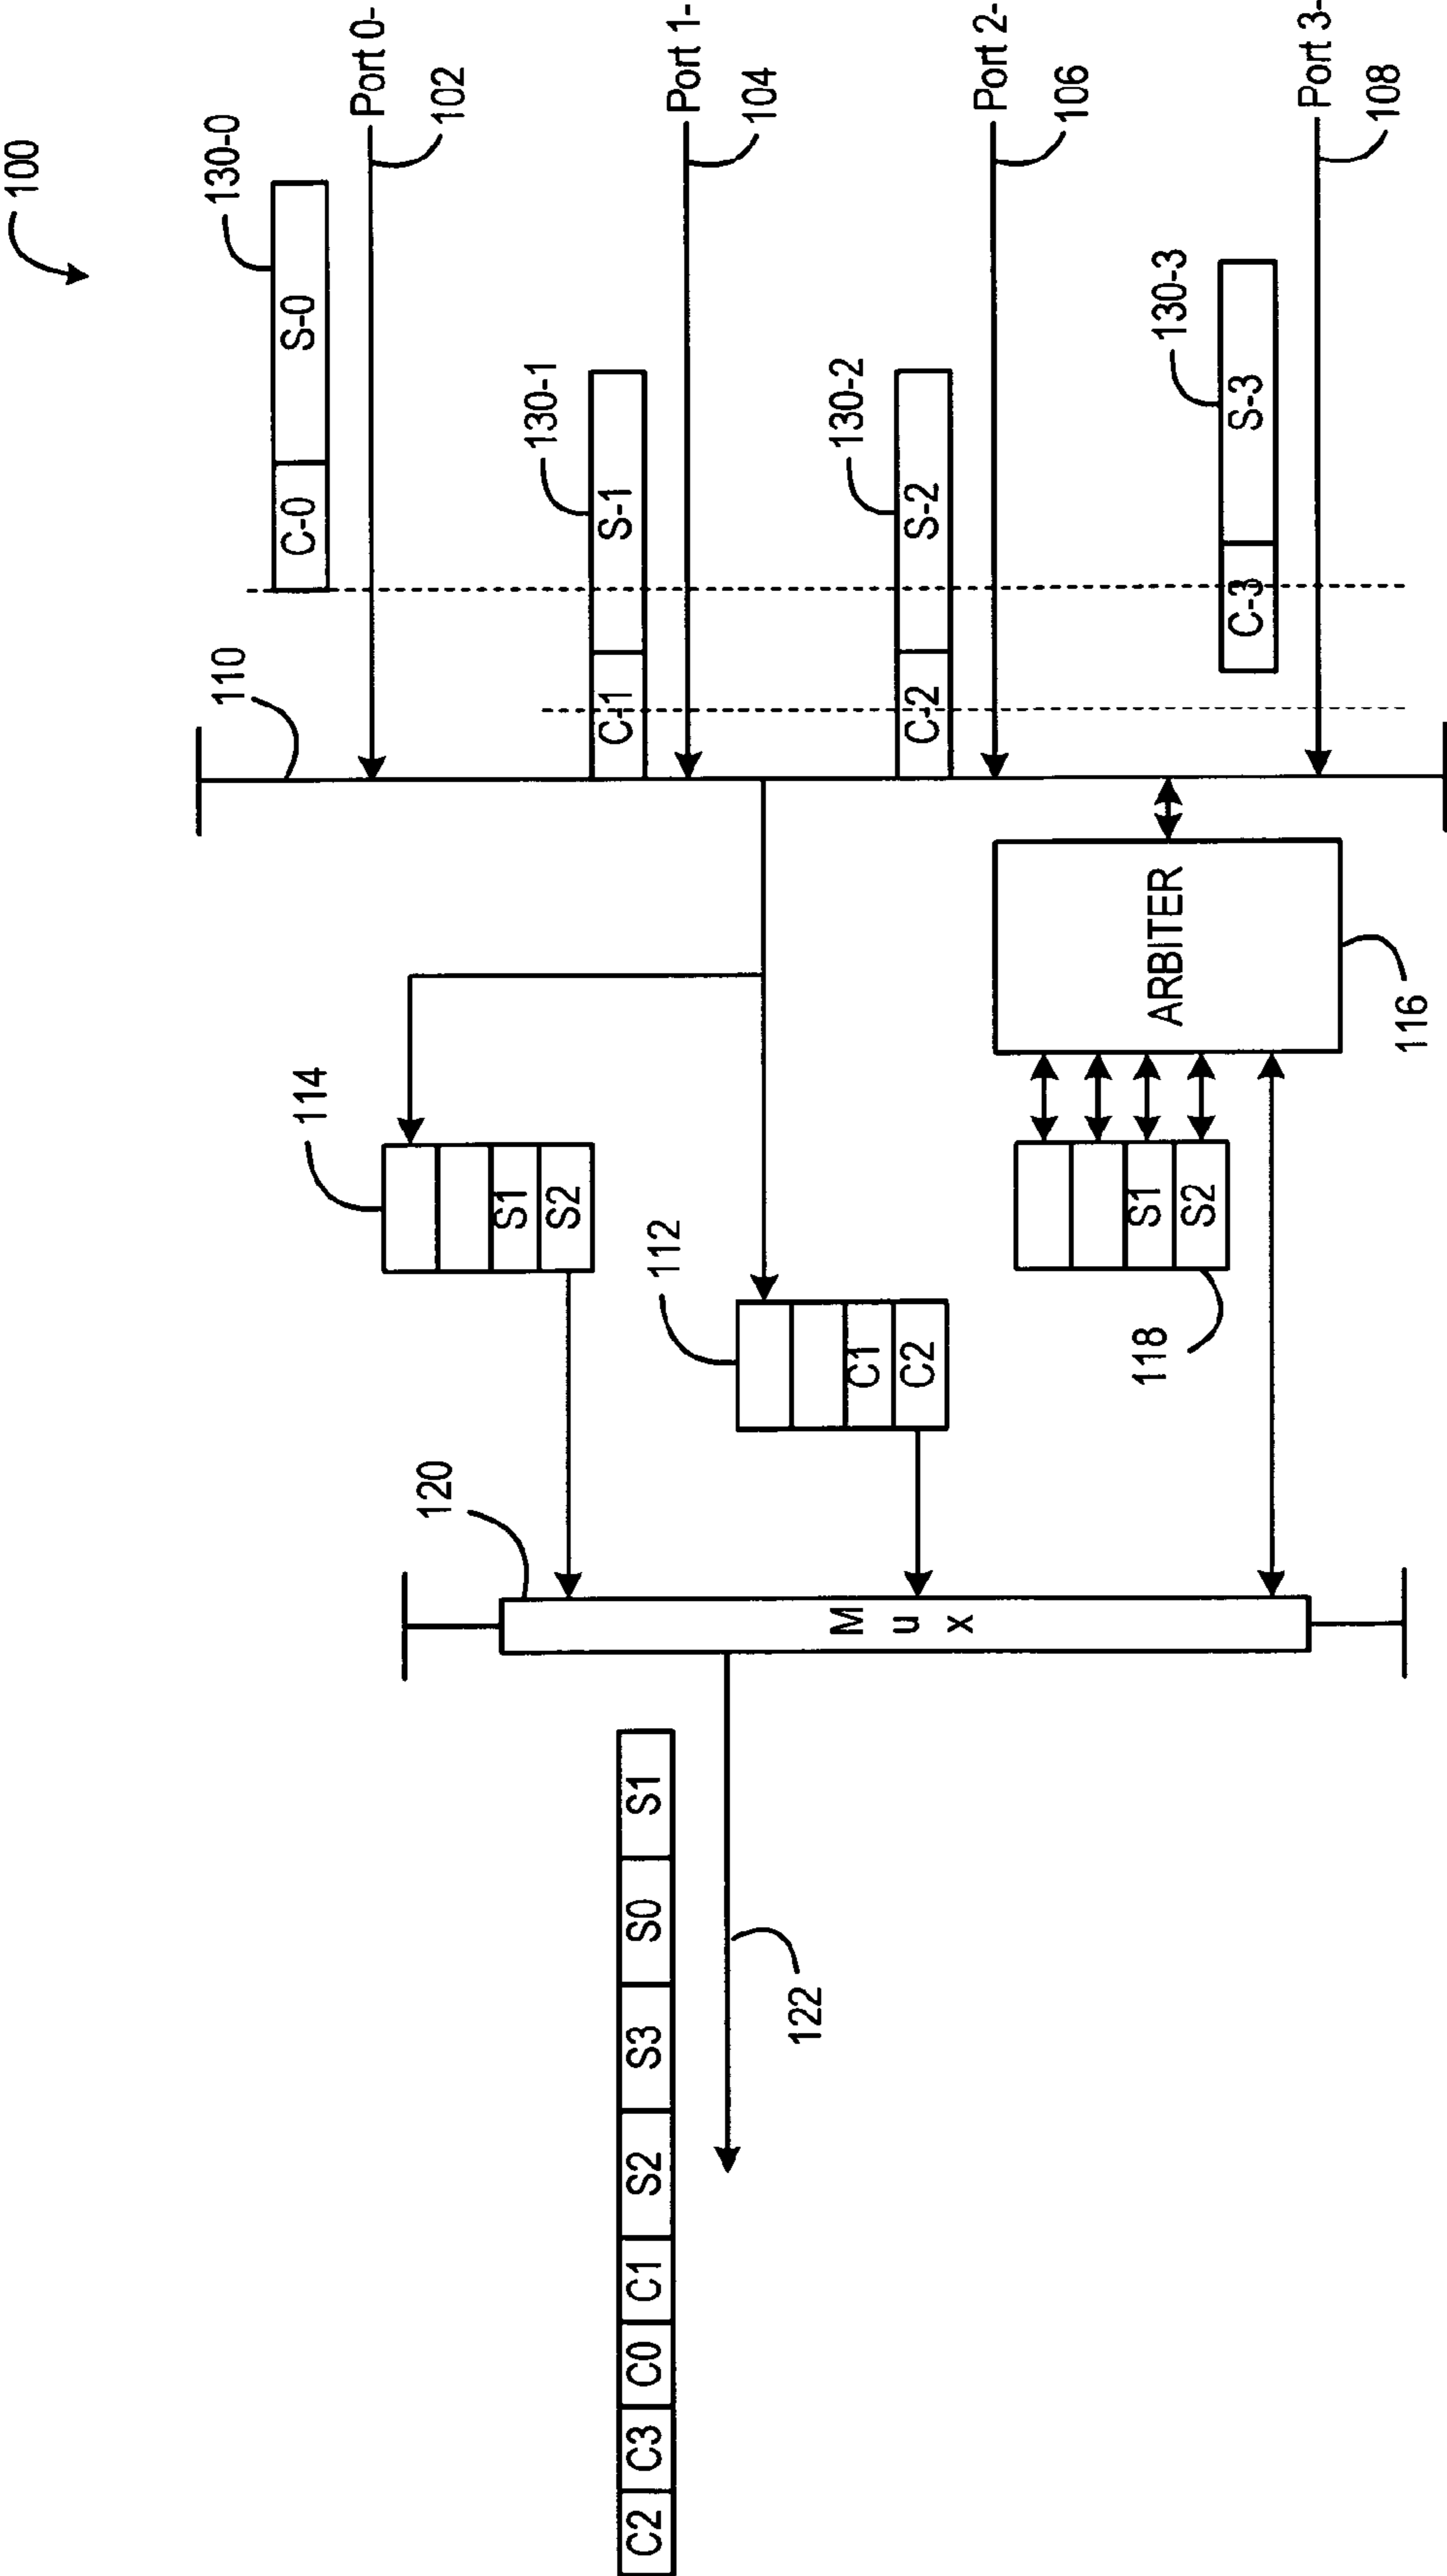 100
130-0
110
C-0 S-0
114
Port 0-
120
102
S1
130-1
S2
C-1 S-1
C2 C3 C0 C1 S2 S3 S0 S1
112
Port 1-
104
122
130-2
M
u
x
C1
C2
C-2 S-2
Port 2-
106
118
S1
S2
ARBITER
130-3
C-3 S-3
Port 3-
108
116